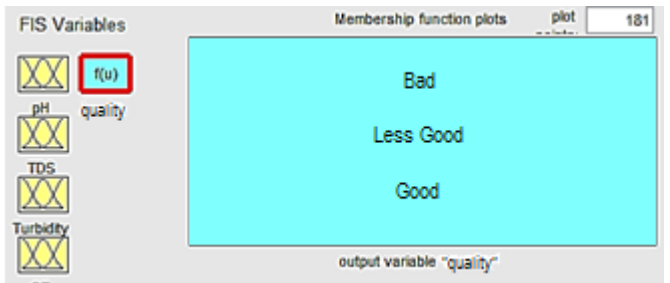 FIS Variables
Membership function plots
plot
181
f(u)
pH
quality
TDS
Turbidity
Bad
Less Good
Good
output variable "quality"